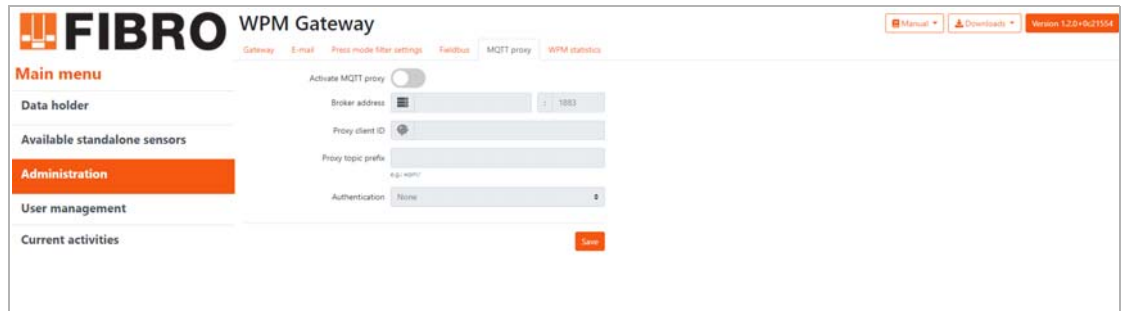 FIBRO
WPM Gateway
Manual
Downloads
Version 1.2.0+0c21554
Gateway
E-mail
Press mode filter settings
Fieldbus
MQTT proxy
WPM statistics
Main menu
Data holder
Available standalone sensors
Administration
User management
Current activities
Activate MQTT proxy
Broker address
:
1883
Proxy client ID
Proxy topic prefix
Authentication
None
Save